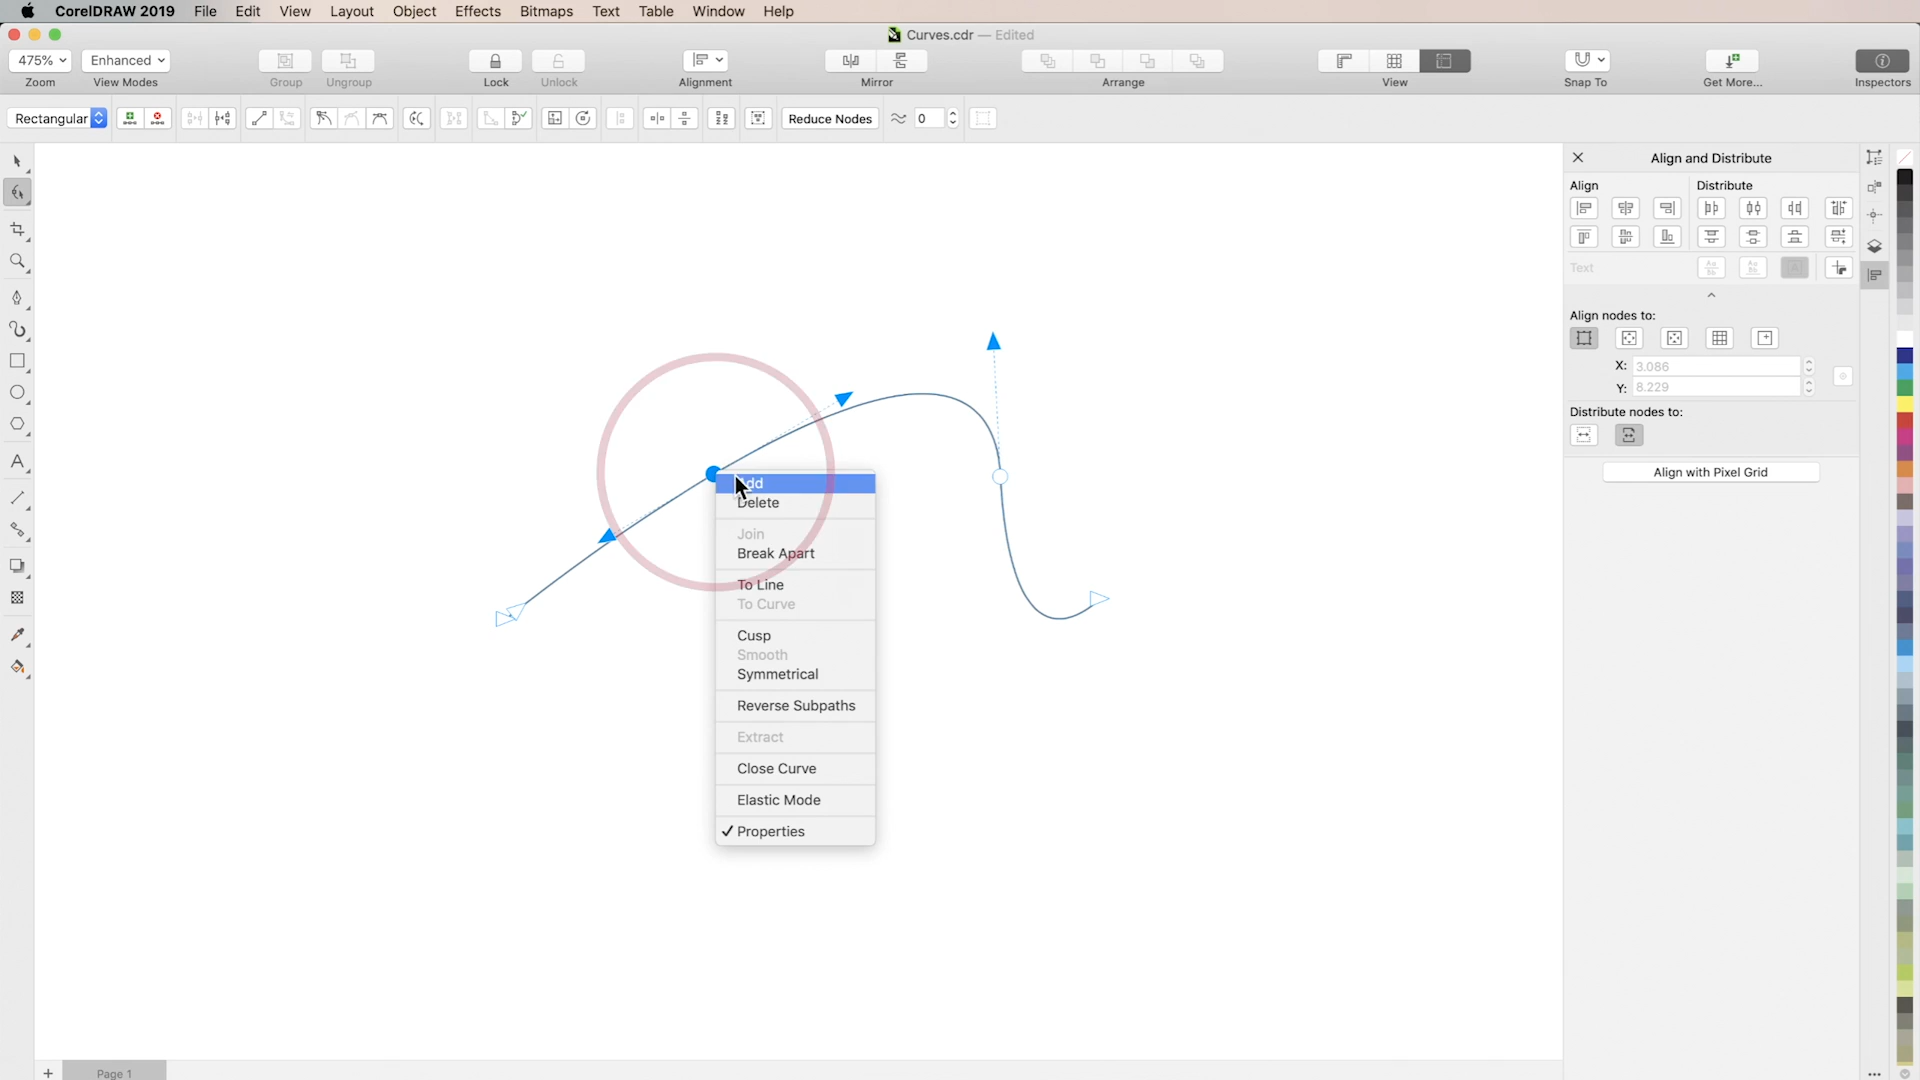 CorelDRAW 2019 File Edit View Layout Object Effects Bitmaps Text Table Window Help
Curves.cdr — Edited
475% Enhanced
Zoom View Modes Group Ungroup Lock Unlock Alignment Mirror Arrange View Snap To Get More... Inspectors
Rectangular Reduce Nodes 0
Align and Distribute
Align Distribute
Text
Align nodes to:
X: 3.086
Y: 8.229
Distribute nodes to:
Align with Pixel Grid
Delete
Join
Break Apart
To Line
To Curve
Cusp
Smooth
Symmetrical
Reverse Subpaths
Extract
Close Curve
Elastic Mode
✓ Properties
+ Page 1